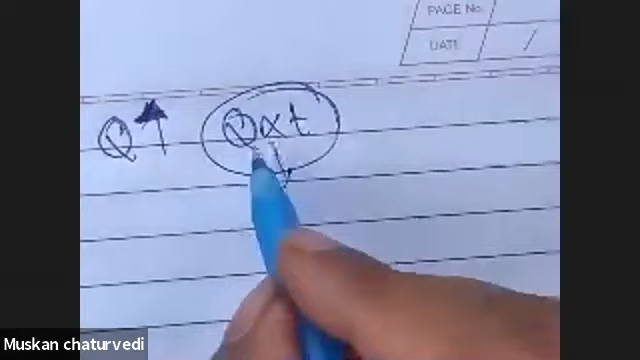 PAGE No.
DATE /
Q↑ Q∝t
Muskan chaturvedi